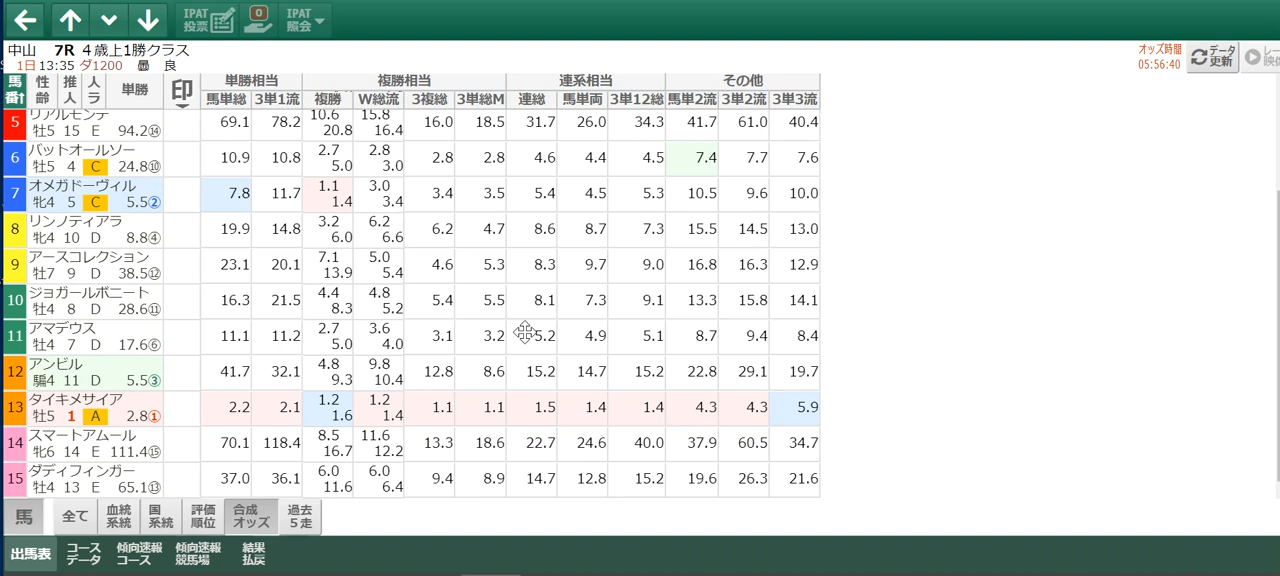 IPAT 投票 0 IPAT 照会
中山 7R 4歳上1勝クラス
1日 13:35 ダ1200 曇 良
オッズ時間 05:56:40 データ更新
馬番 性齢 推人 人ラ 単勝 印 単勝相当 複勝相当 連系相当 その他
馬単総 3単1流 複勝 W総流 3複総 3単総M 連総 馬単両 3単12総 馬単2流 3単2流 3単3流
5 リアルモンテ 牡5 15 E 94.2⑭ 69.1 78.2 10.6 20.8 15.8 16.4 16.0 18.5 31.7 26.0 34.3 41.7 61.0 40.4
6 バットオールソー 牡5 4 C 24.8⑩ 10.9 10.8 2.7 5.0 2.8 3.0 2.8 2.8 4.6 4.4 4.5 7.4 7.7 7.6
7 オメガドーヴィル 牝4 5 C 5.5② 7.8 11.7 1.1 1.4 3.0 3.4 3.4 3.5 5.4 4.5 5.3 10.5 9.6 10.0
8 リンノティアラ 牝4 10 D 8.8④ 19.9 14.8 3.2 6.0 6.2 6.6 6.2 4.7 8.6 8.7 7.3 15.5 14.5 13.0
9 アースコレクション 牡7 9 D 38.5⑫ 23.1 20.1 7.1 13.9 5.0 5.4 4.6 5.3 8.3 9.7 9.0 16.8 16.3 12.9
10 ジョガールボニート 牡4 8 D 28.6⑪ 16.3 21.5 4.4 8.3 4.8 5.2 5.4 5.5 8.1 7.3 9.1 13.3 15.8 14.1
11 アマデウス 牡4 7 D 17.6⑥ 11.1 11.2 2.7 5.0 3.6 4.0 3.1 3.2 5.2 4.9 5.1 8.7 9.4 8.4
12 アンビル 騸4 11 D 5.5③ 41.7 32.1 4.8 9.3 9.8 10.4 12.8 8.6 15.2 14.7 15.2 22.8 29.1 19.7
13 タイキメサイア 牡5 1 A 2.8① 2.2 2.1 1.2 1.6 1.2 1.4 1.1 1.1 1.5 1.4 1.4 4.3 4.3 5.9
14 スマートアムール 牝6 14 E 111.4⑮ 70.1 118.4 8.5 16.7 11.6 12.2 13.3 18.6 22.7 24.6 40.0 37.9 60.5 34.7
15 ダディフィンガー 牡4 13 E 65.1⑬ 37.0 36.1 6.0 11.6 6.0 6.4 9.4 8.9 14.7 12.8 15.2 19.6 26.3 21.6
馬 全て 血統系統 国系統 評価順位 合成オッズ 過去5走
出馬表 コースデータ 傾向速報コース 傾向速報競馬場 結果払戻